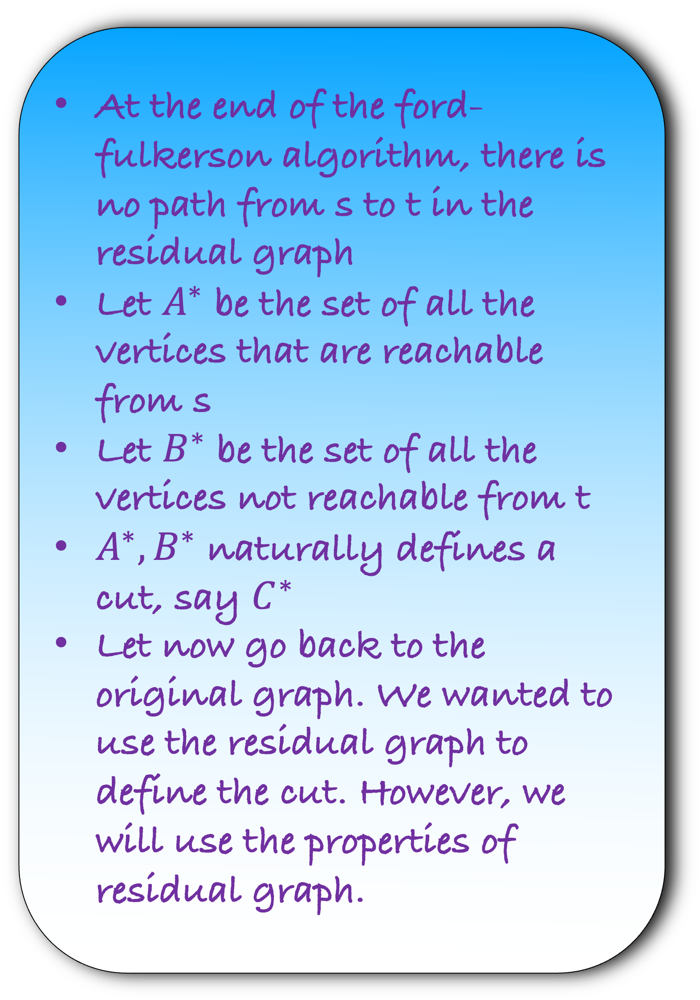 • At the end of the ford-
fulkerson algorithm, there is
no path from s to t in the
residual graph
• Let A* be the set of all the
vertices that are reachable
from s
• Let B* be the set of all the
vertices not reachable from t
• A*, B* naturally defines a
cut, say C*
• Let now go back to the
original graph. We wanted to
use the residual graph to
define the cut. However, we
will use the properties of
residual graph.